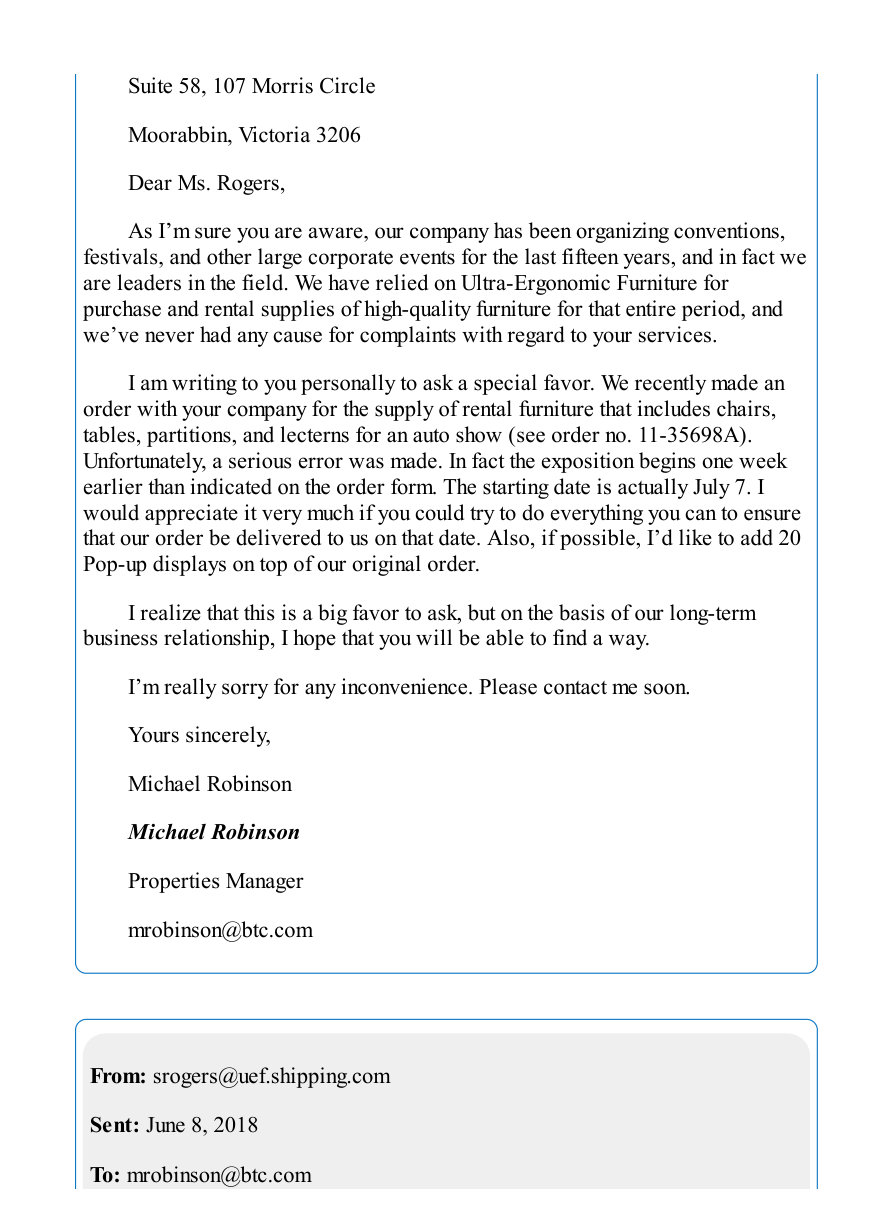 Suite 58, 107 Morris Circle
Moorabbin, Victoria 3206
Dear Ms. Rogers,
As I’m sure you are aware, our company has been organizing conventions,
festivals, and other large corporate events for the last fifteen years, and in fact we
are leaders in the field. We have relied on Ultra-Ergonomic Furniture for
purchase and rental supplies of high-quality furniture for that entire period, and
we’ve never had any cause for complaints with regard to your services.
I am writing to you personally to ask a special favor. We recently made an
order with your company for the supply of rental furniture that includes chairs,
tables, partitions, and lecterns for an auto show (see order no. 11-35698A).
Unfortunately, a serious error was made. In fact the exposition begins one week
earlier than indicated on the order form. The starting date is actually July 7. I
would appreciate it very much if you could try to do everything you can to ensure
that our order be delivered to us on that date. Also, if possible, I’d like to add 20
Pop-up displays on top of our original order.
I realize that this is a big favor to ask, but on the basis of our long-term
business relationship, I hope that you will be able to find a way.
I’m really sorry for any inconvenience. Please contact me soon.
Yours sincerely,
Michael Robinson
Michael Robinson
Properties Manager
mrobinson@btc.com
From: srogers@uef.shipping.com
Sent: June 8, 2018
To: mrobinson@btc.com